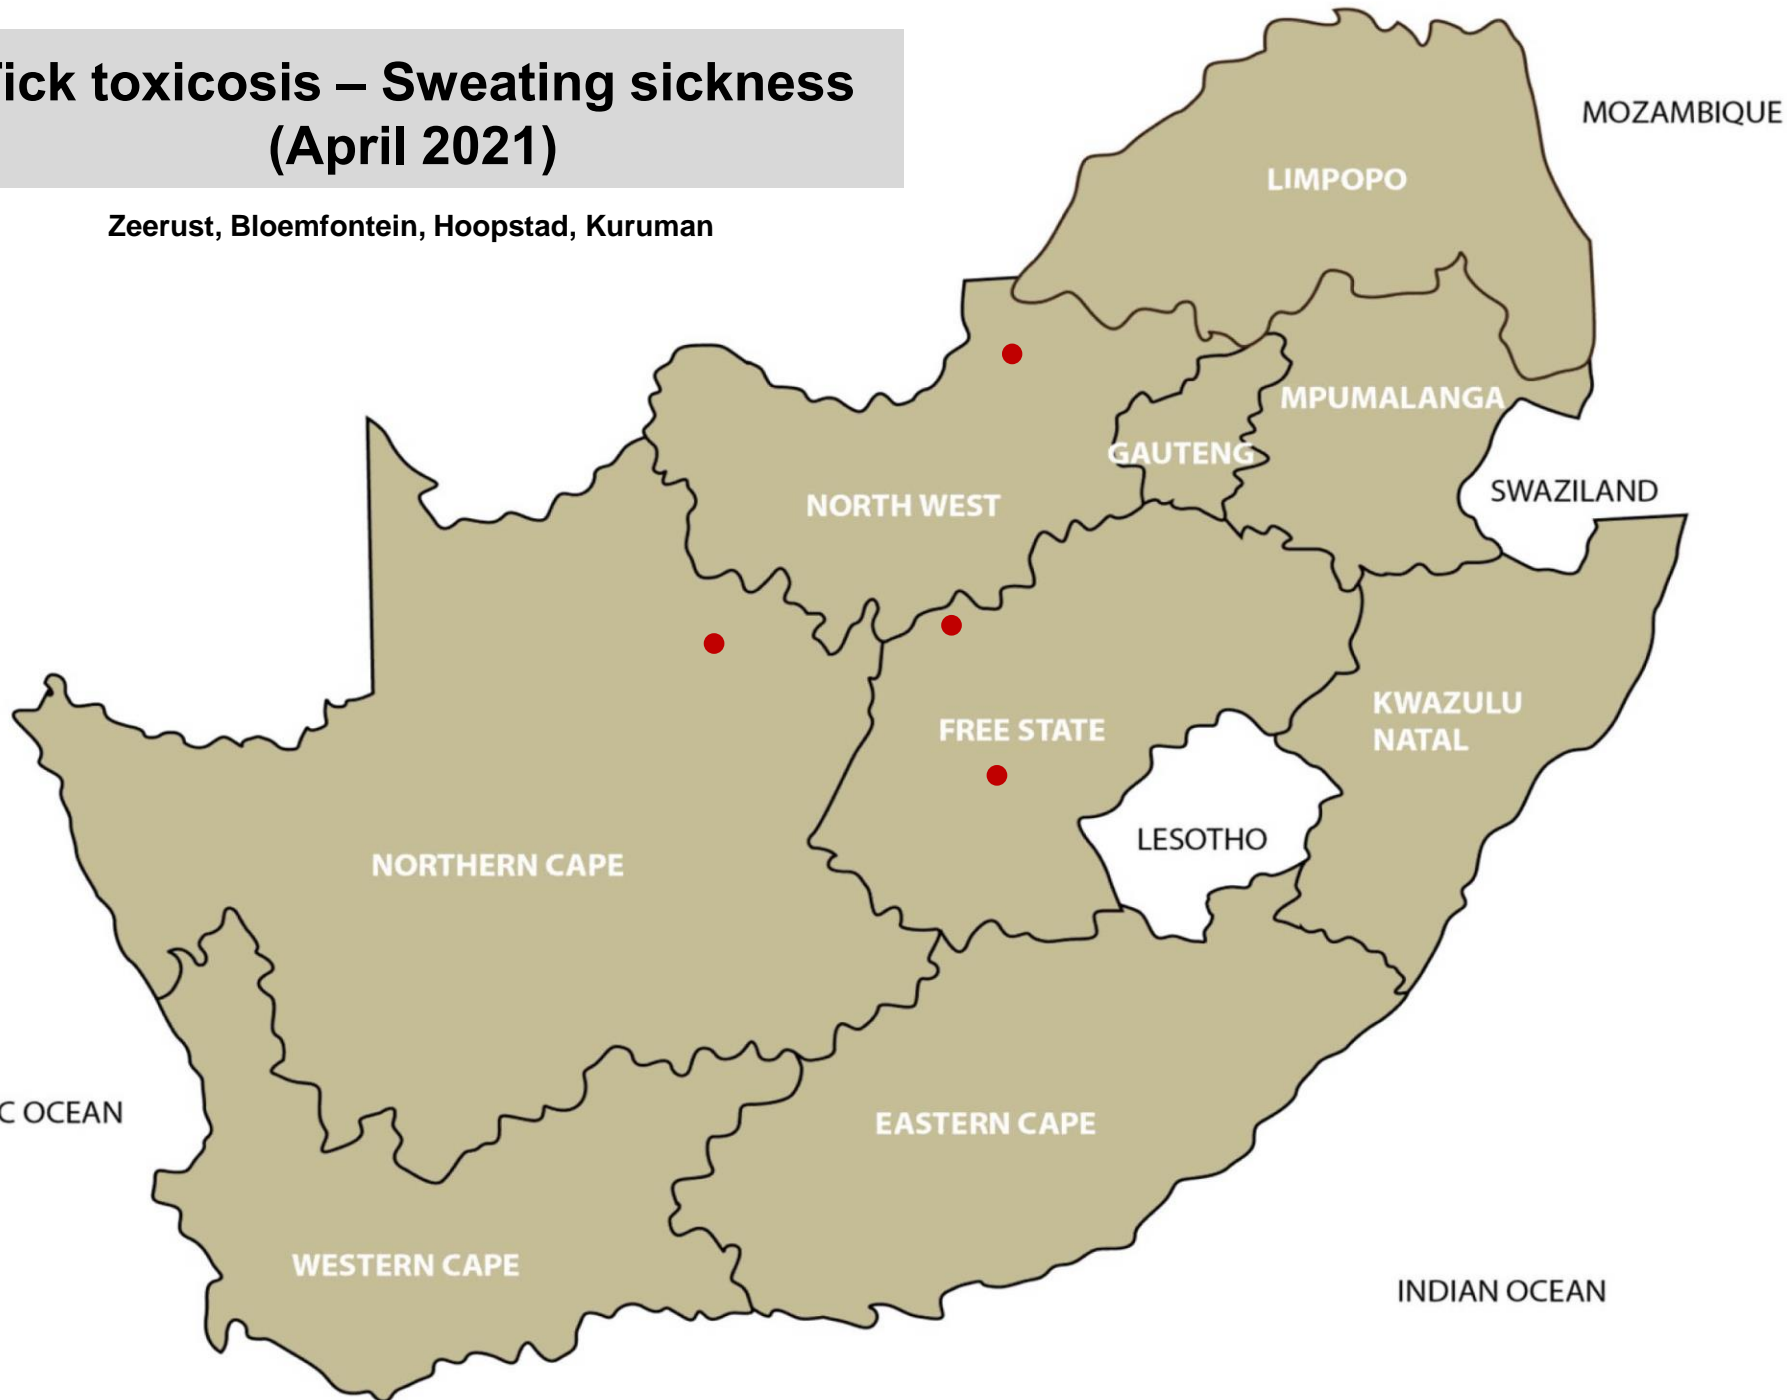 ick toxicosis – Sweating sickness
(April 2021)
Zeerust, Bloemfontein, Hoopstad, Kuruman
MOZAMBIQUE
LIMPOPO
MPUMALANGA
GAUTENG
SWAZILAND
NORTH WEST
KWAZULU
NATAL
FREE STATE
LESOTHO
NORTHERN CAPE
C OCEAN
EASTERN CAPE
WESTERN CAPE
INDIAN OCEAN